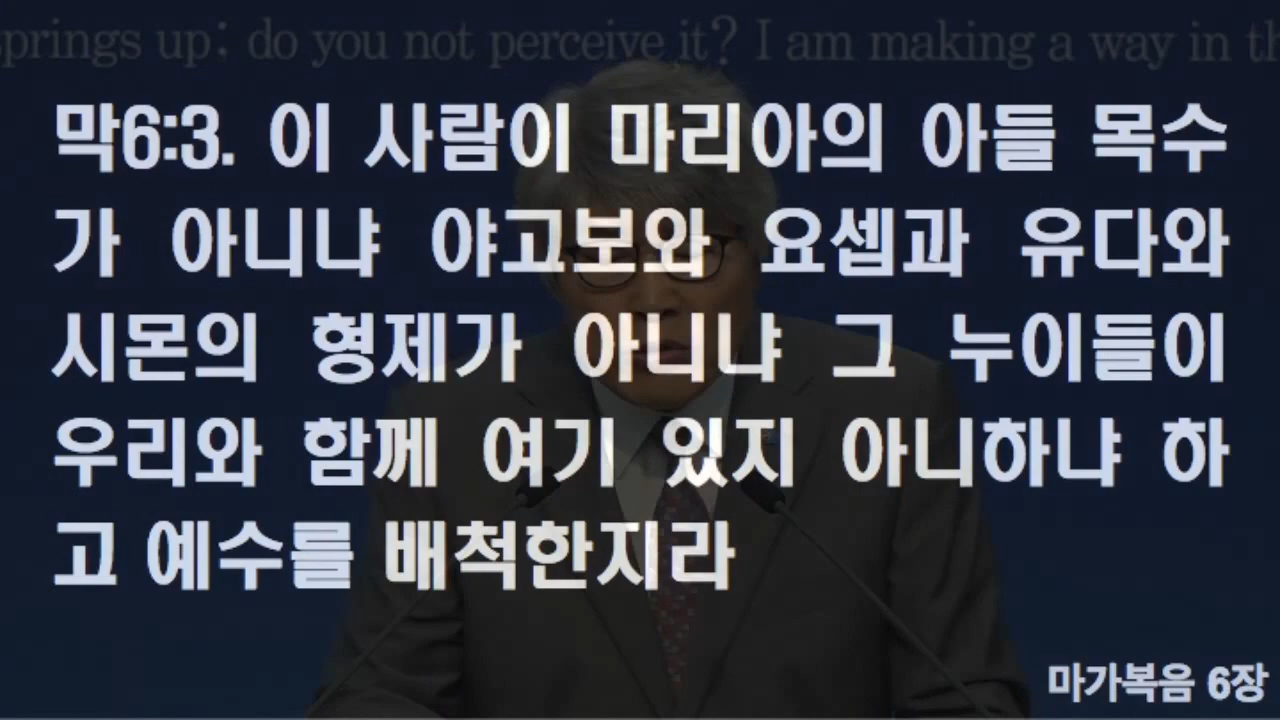 springs up; do you not perceive it? I am making a way in th
막6:3. 이 사람이 마리아의 아들 목수
가 아니냐 야고보와 요셉과 유다와
시몬의 형제가 아니냐 그 누이들이
우리와 함께 여기 있지 아니하냐 하
고 예수를 배척한지라
마가복음 6장